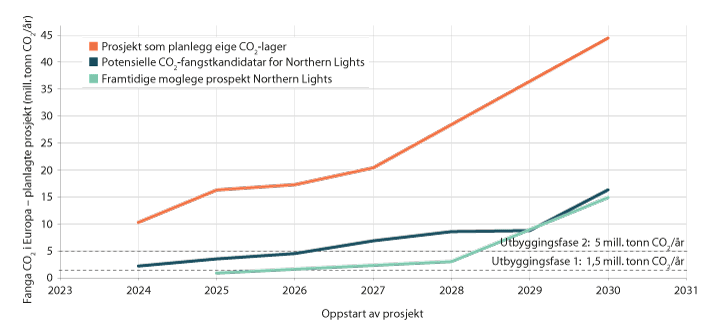 Fanga CO₂ i Europa – planlagte prosjekt (mill. tonn CO₂/år)
45
40
35
30
25
20
15
10
5
0
Prosjekt som planlegg eige CO₂-lager
Potensielle CO₂-fangstkandidatar for Northern Lights
Framtidige moglege prospekt Northern Lights
Utbyggingsfase 2: 5 mill. tonn CO₂/år
Utbyggingsfase 1: 1,5 mill. tonn CO₂/år
2023 2024 2025 2026 2027 2028 2029 2030 2031
Oppstart av prosjekt